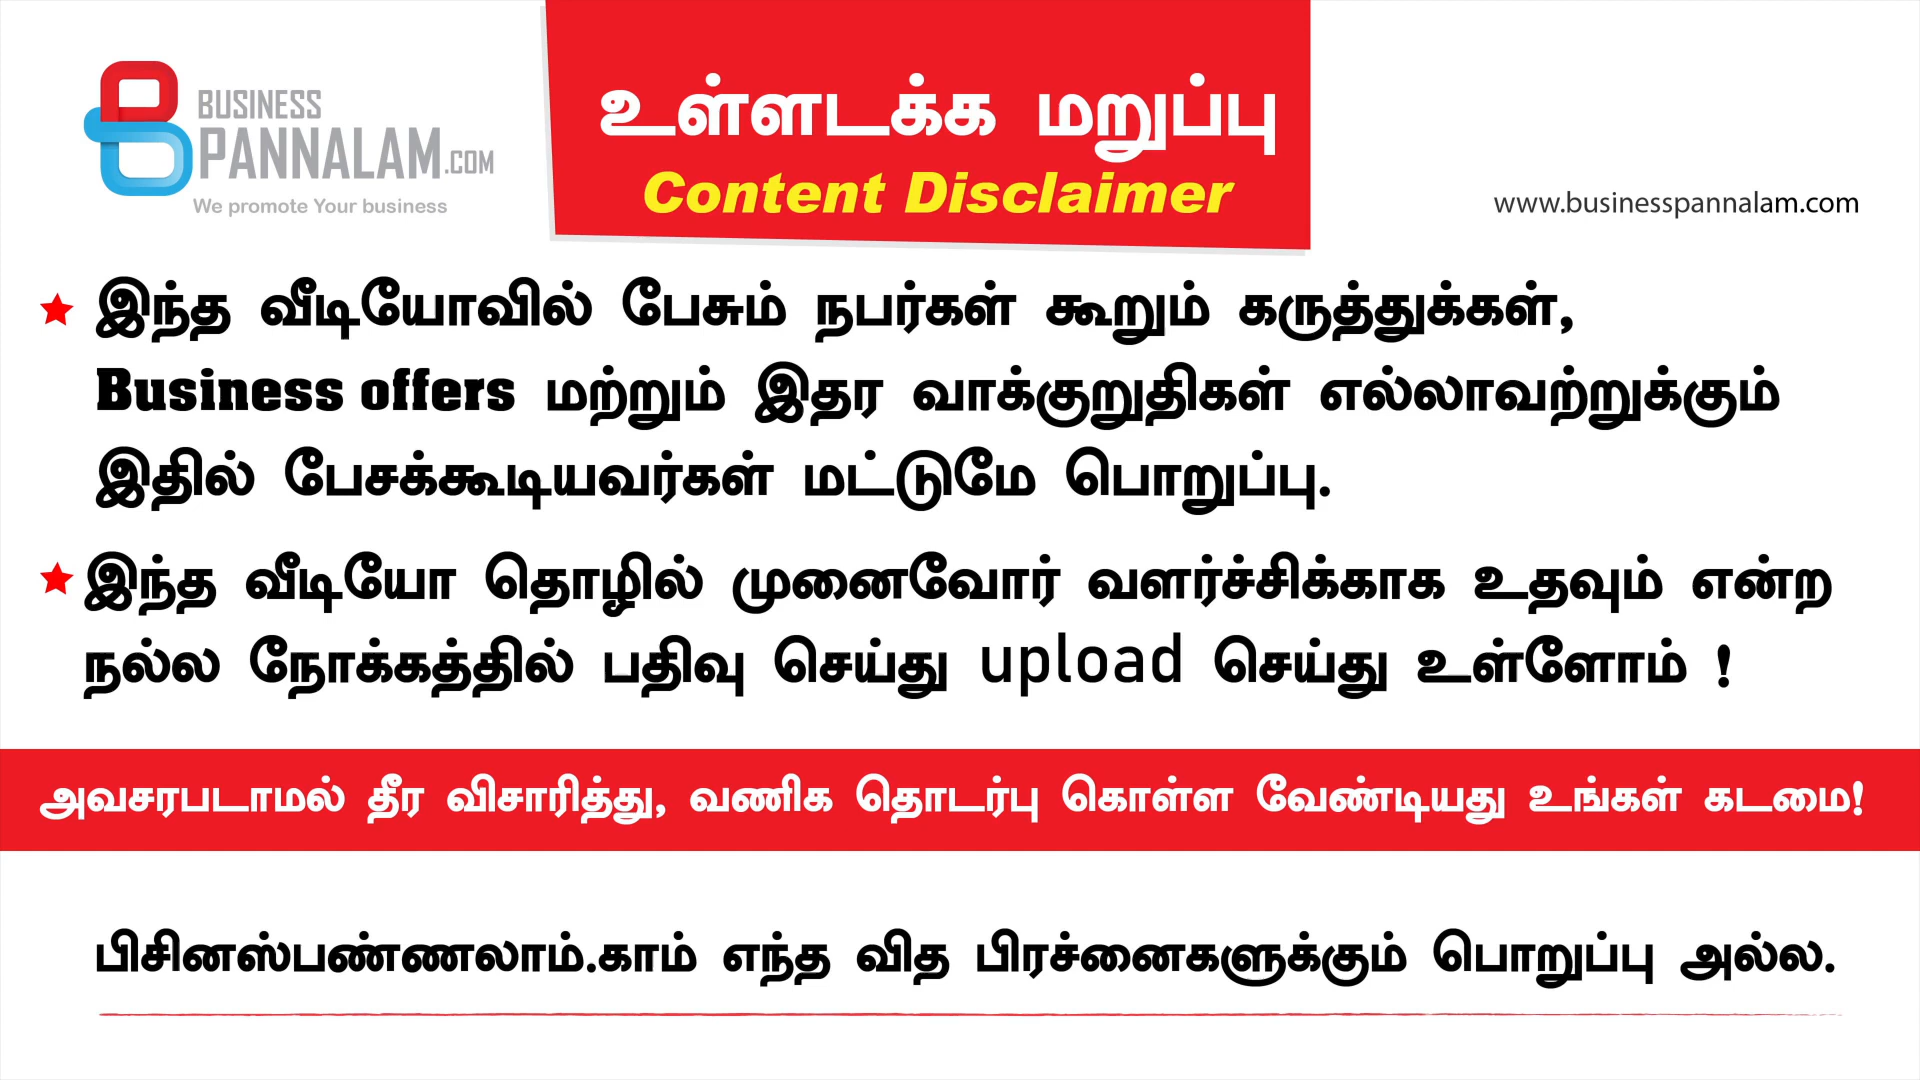 BUSINESS
PANNALAM.COM
We promote Your business
உள்ளடக்க மறுப்பு
Content Disclaimer
www.businesspannalam.com
இந்த வீடியோவில் பேசும் நபர்கள் கூறும் கருத்துக்கள்,
Business offers மற்றும் இதர வாக்குறுதிகள் எல்லாவற்றுக்கும்
இதில் பேசக்கூடியவர்கள் மட்டுமே பொறுப்பு.
இந்த வீடியோ தொழில் முனைவோர் வளர்ச்சிக்காக உதவும் என்ற
நல்ல நோக்கத்தில் பதிவு செய்து upload செய்து உள்ளோம் !
அவசரபடாமல் தீர விசாரித்து, வணிக தொடர்பு கொள்ள வேண்டியது உங்கள் கடமை!
பிசினஸ்பண்ணலாம்.காம் எந்த வித பிரச்னைகளுக்கும் பொறுப்பு அல்ல.